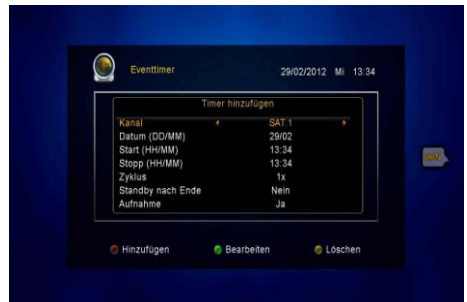 Eventtimer 29/02/2012 Mi 13:34
Timer hinzufügen
Kanal SAT.1
Datum (DD/MM) 29/02
Start (HH/MM) 13:34
Stopp (HH/MM) 13:34
Zyklus 1x
Standby nach Ende Nein
Aufnahme Ja
Hinzufügen Bearbeiten Löschen